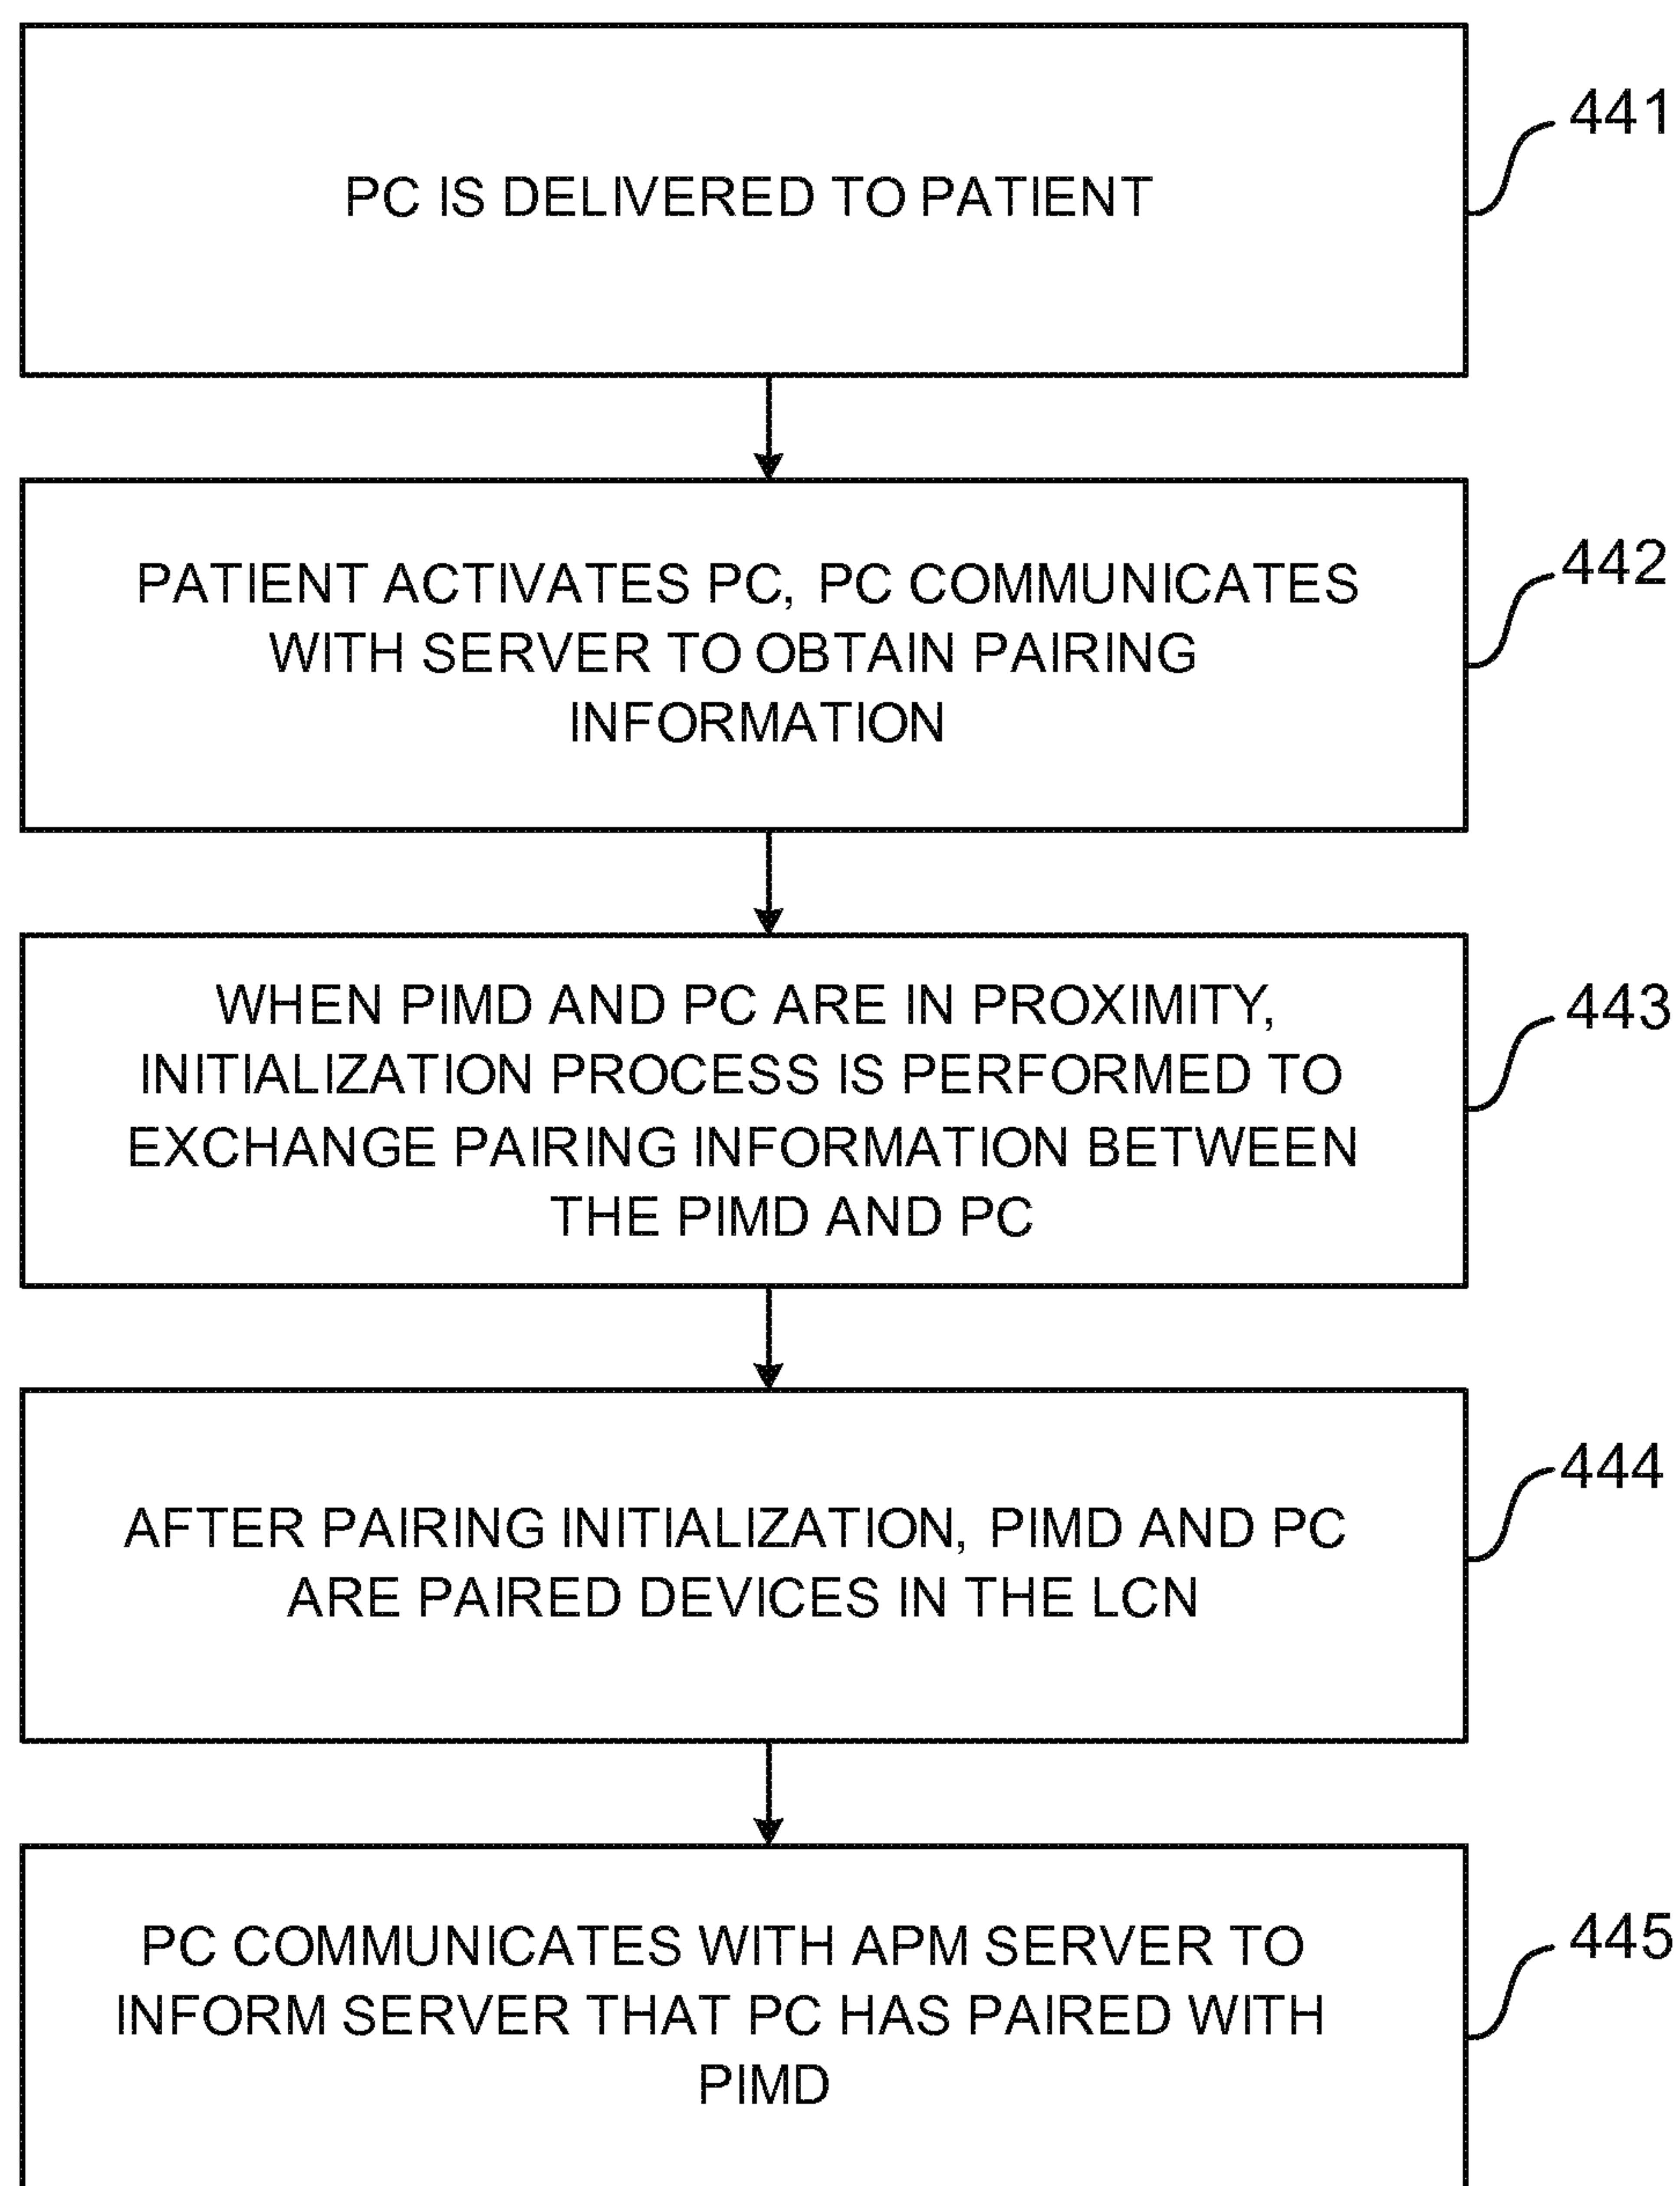 PC IS DELIVERED TO PATIENT
441
PATIENT ACTIVATES PC, PC COMMUNICATES
WITH SERVER TO OBTAIN PAIRING
INFORMATION
442
WHEN PIMD AND PC ARE IN PROXIMITY,
INITIALIZATION PROCESS IS PERFORMED TO
EXCHANGE PAIRING INFORMATION BETWEEN
THE PIMD AND PC
443
AFTER PAIRING INITIALIZATION, PIMD AND PC
ARE PAIRED DEVICES IN THE LCN
444
PC COMMUNICATES WITH APM SERVER TO
INFORM SERVER THAT PC HAS PAIRED WITH
PIMD
445